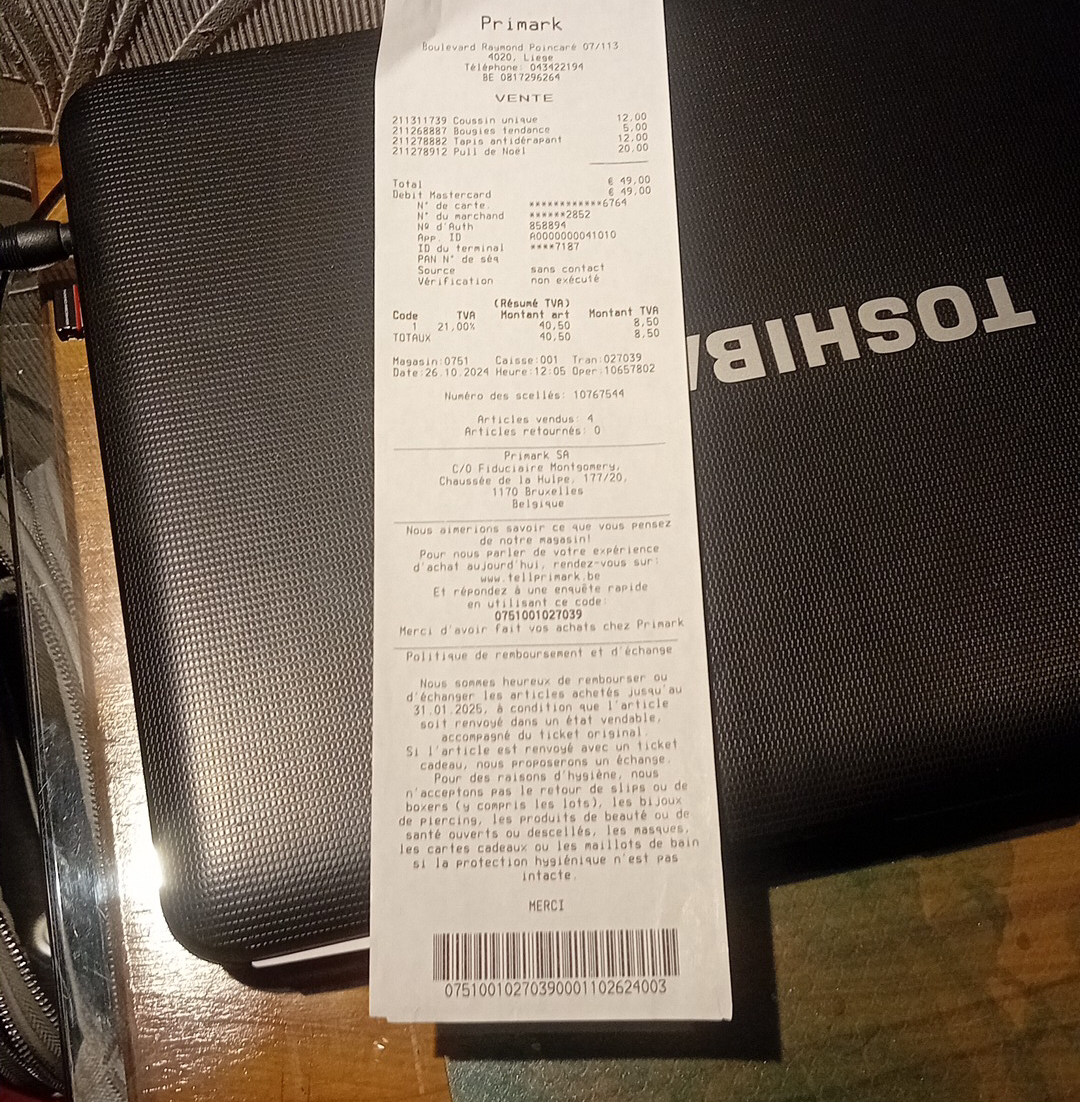 Primark
Boulevard Raymond Poincaré 07/113
4020, Liege
Téléphone: 043422194
BE 0817296264
VENTE
211311739 Coussin unique 12,00
211268887 Bougies tendance 5,00
211278882 Tapis antidérapant 12,00
211278912 Pull de Noël 20,00
Total € 49,00
Debit Mastercard € 49,00
N° de carte. ************6764
N° du marchand ******2852
Nº d'Auth 858894
App. ID A0000000041010
ID du terminal ****7187
PAN N° de séq
Source sans contact
Vérification non exécuté
(Résumé TVA)
Code TVA Montant art Montant TVA
1 21,00% 40,50 8,50
TOTAUX 40,50 8,50
Magasin:0751 Caisse:001 Tran:027039
Date:26.10.2024 Heure:12:05 Oper:10657802
Numéro des scellés: 10767544
Articles vendus: 4
Articles retournés: 0
Primark SA
C/O Fiduciaire Montgomery,
Chaussée de la Hulpe, 177/20,
1170 Bruxelles
Belgique
Nous aimerions savoir ce que vous pensez
de notre magasin!
Pour nous parler de votre expérience
d'achat aujourd'hui, rendez-vous sur:
www.tellprimark.be
Et répondez à une enquête rapide
en utilisant ce code:
0751001027039
Merci d'avoir fait vos achats chez Primark
Politique de remboursement et d'échange
Nous sommes heureux de rembourser ou
d'échanger les articles achetés jusqu'au
31.01.2025, à condition que l'article
soit renvoyé dans un état vendable,
accompagné du ticket original.
Si l'article est renvoyé avec un ticket
cadeau, nous proposerons un échange.
Pour des raisons d'hygiène, nous
n'acceptons pas le retour de slips ou de
boxers (y compris les lots), les bijoux
de piercing, les produits de beauté ou de
santé ouverts ou descellés, les masques,
les cartes cadeaux ou les maillots de bain
si la protection hygiénique n'est pas
intacte.
MERCI
07510010270390001102624003
TOSHIBA